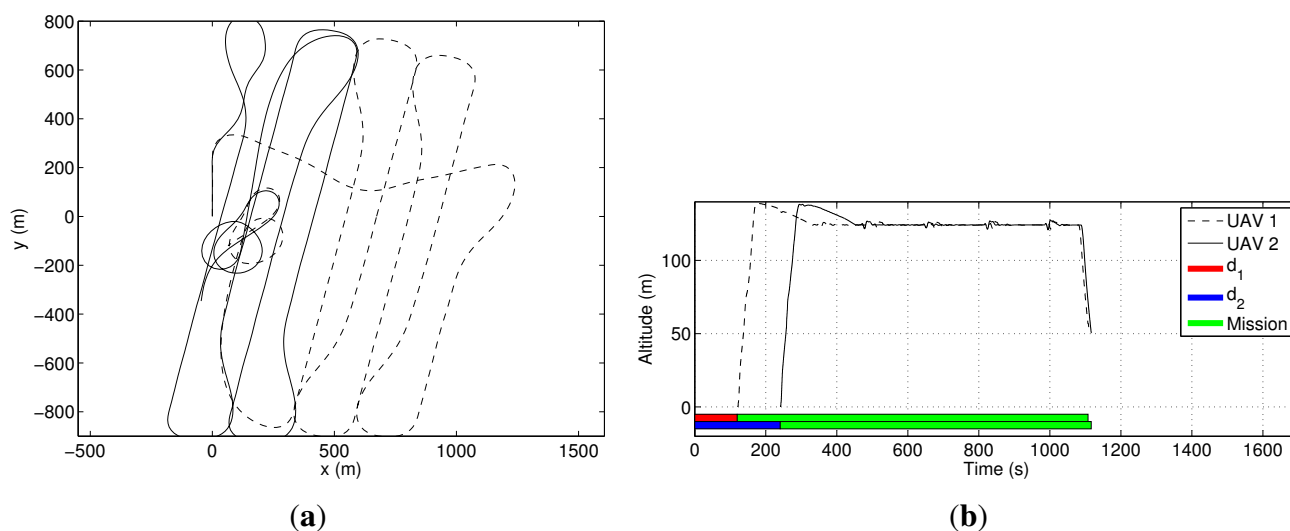 800
600
400
200
0
−200
−400
−600
−800
y (m)
−500 0 500 1000 1500
x (m)
(a)
100
50
0
Altitude (m)
UAV 1
UAV 2
d1
d2
Mission
0 200 400 600 800 1000 1200 1400 1600
Time (s)
(b)